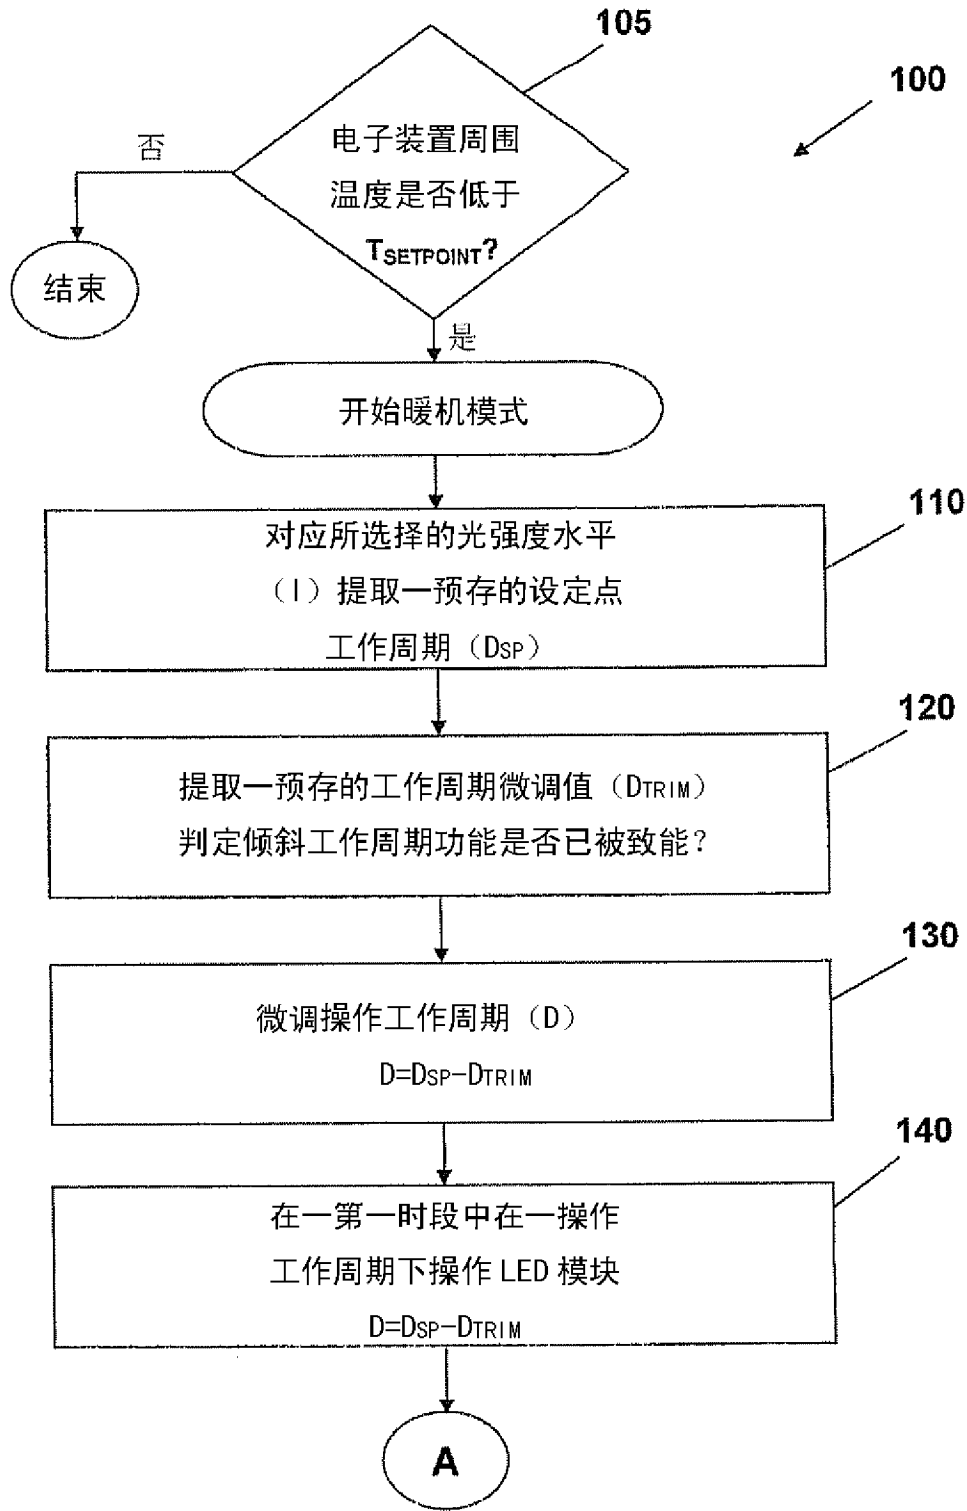 105
100
电子装置周围
温度是否低于
TSETPOINT?
否
结束
是
开始暖机模式
110
对应所选择的光强度水平
（I）提取一预存的设定点
工作周期（DSP）
120
提取一预存的工作周期微调值（DTRIM）
判定倾斜工作周期功能是否已被致能？
130
微调操作工作周期（D）
D=DSP-DTRIM
140
在一第一时段中在一操作
工作周期下操作 LED 模块
D=DSP-DTRIM
A